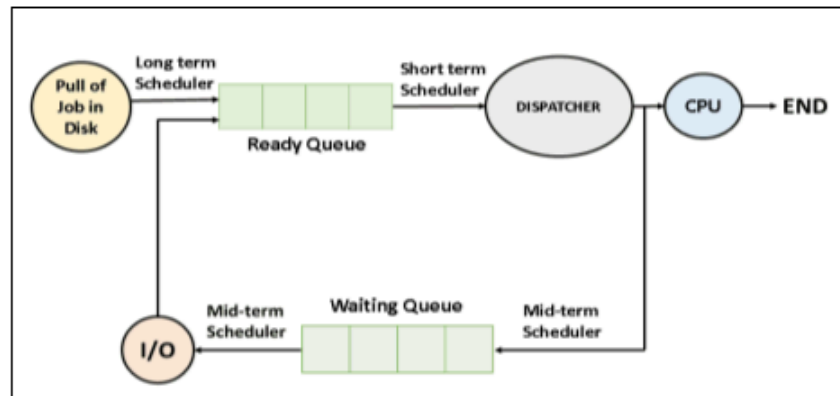 Pull of
Job in
Disk
Long term
Scheduler
Ready Queue
Short term
Scheduler
DISPATCHER
CPU
END
I/O
Mid-term
Scheduler
Waiting Queue
Mid-term
Scheduler